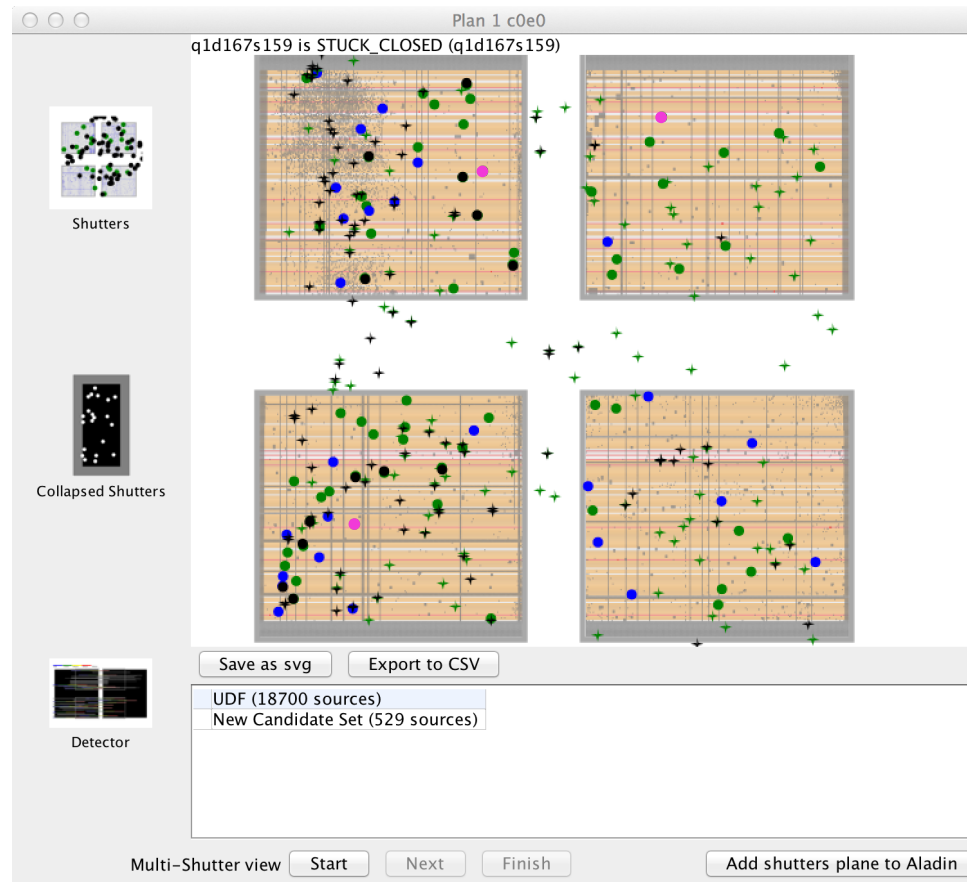 Plan 1 c0e0
q1d167s159 is STUCK_CLOSED (q1d167s159)
Shutters
Collapsed Shutters
Detector
Save as svg
Export to CSV
UDF (18700 sources)
New Candidate Set (529 sources)
Multi-Shutter view
Start
Next
Finish
Add shutters plane to Aladin